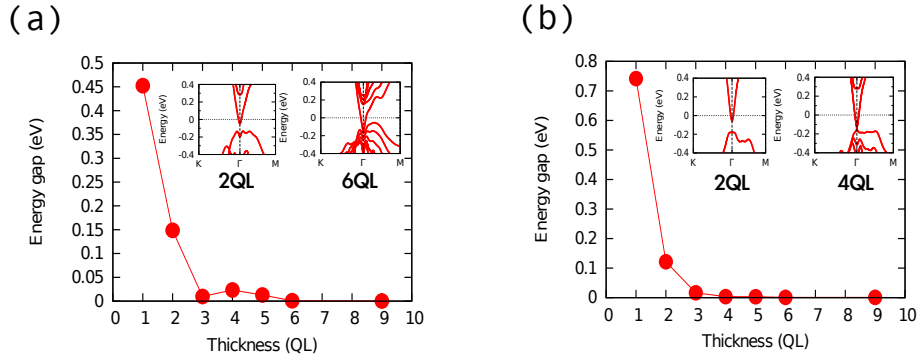 (a)
Energy gap (eV)
0.5
0.45
0.4
0.35
0.3
0.25
0.2
0.15
0.1
0.05
0
0 1 2 3 4 5 6 7 8 9 10
Thickness (QL)
Energy (eV)
0.4
0.2
0
-0.2
-0.4
K Γ M
2QL
Energy (eV)
0.4
0.2
0
-0.2
-0.4
K Γ M
6QL
(b)
Energy gap (eV)
0.8
0.7
0.6
0.5
0.4
0.3
0.2
0.1
0
0 1 2 3 4 5 6 7 8 9 10
Thickness (QL)
Energy (eV)
0.4
0.2
0
-0.2
-0.4
K Γ M
2QL
Energy (eV)
0.4
0.2
0
-0.2
-0.4
K Γ M
4QL